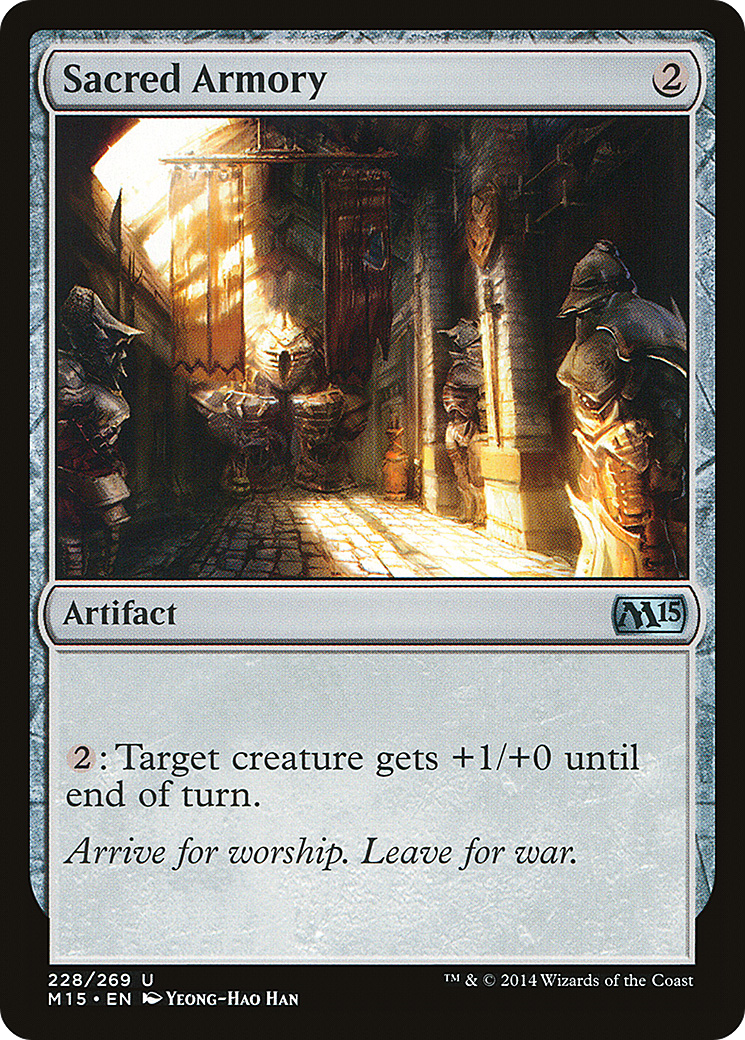 Sacred Armory 2
Artifact M15
2: Target creature gets +1/+0 until
end of turn.
Arrive for worship. Leave for war.
228/269 U ™ & © 2014 Wizards of the Coast
M15 • EN Yeong-Hao Han